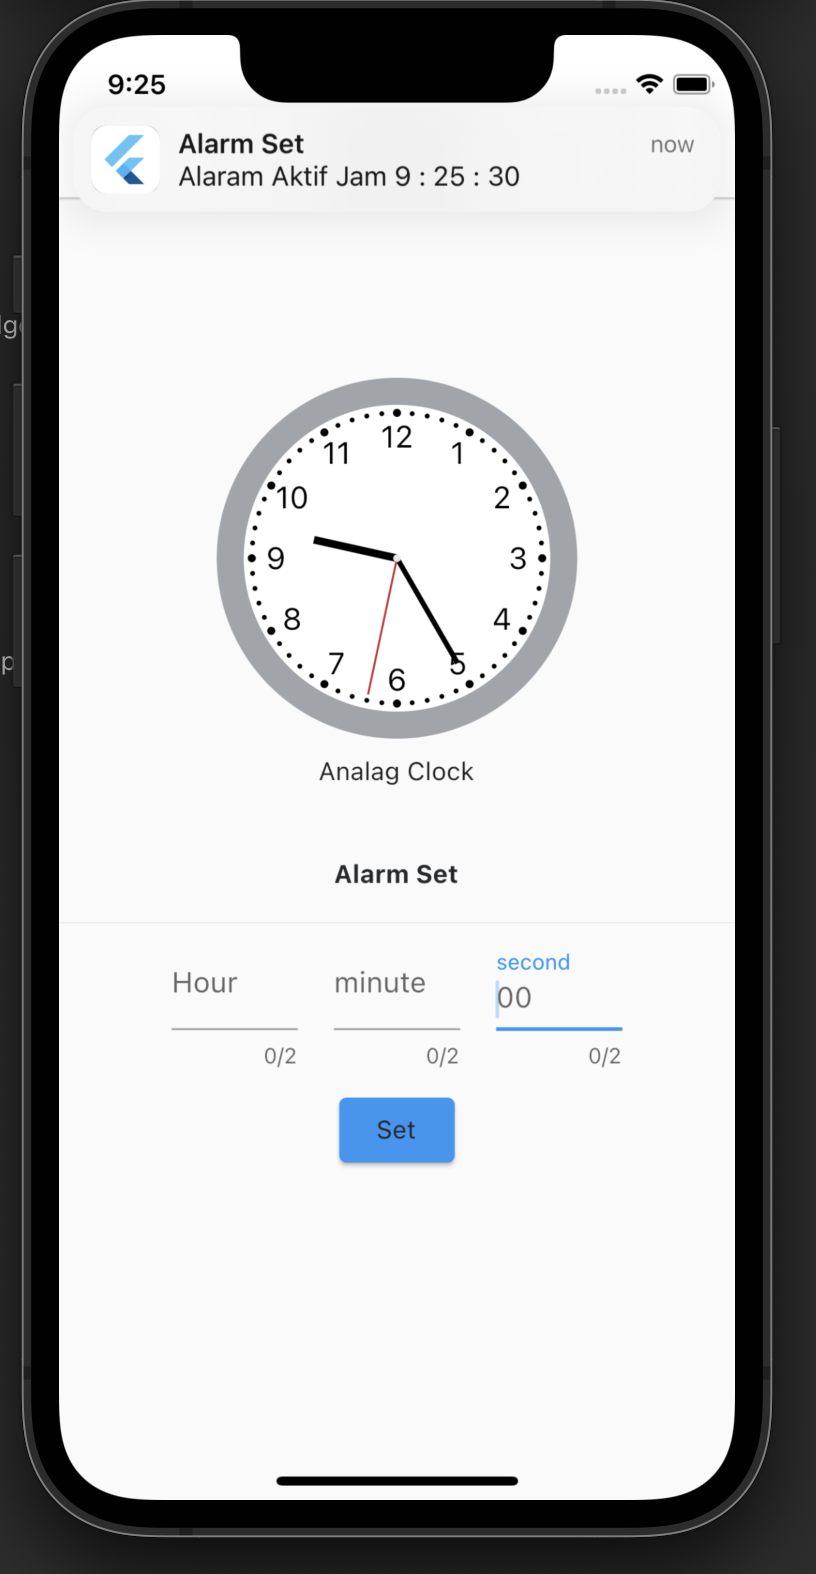 9:25
Alarm Set
now
Alaram Aktif Jam 9 : 25 : 30
12
11
1
10
2
9
3
8
4
7
5
6
Analag Clock
Alarm Set
Hour
minute
second
00
0/2
0/2
0/2
Set